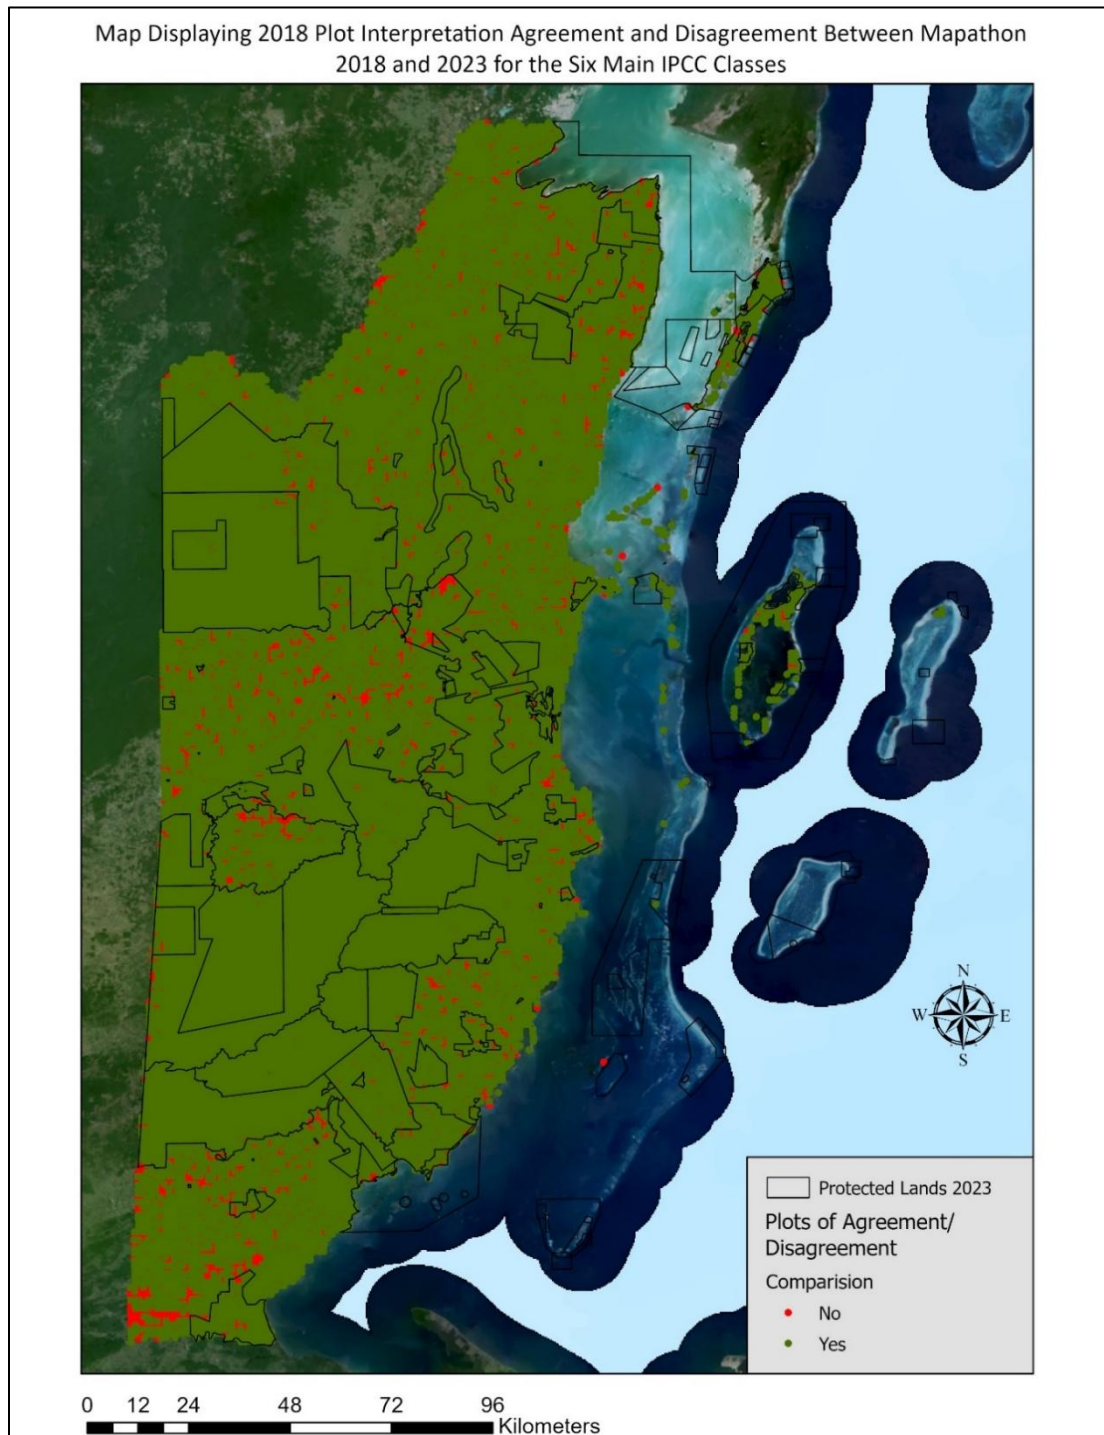 Map Displaying 2018 Plot Interpretation Agreement and Disagreement Between Mapathon
2018 and 2023 for the Six Main IPCC Classes
N
W E
S
Protected Lands 2023
Plots of Agreement/
Disagreement
Comparision
No
Yes
0 12 24 48 72 96
Kilometers